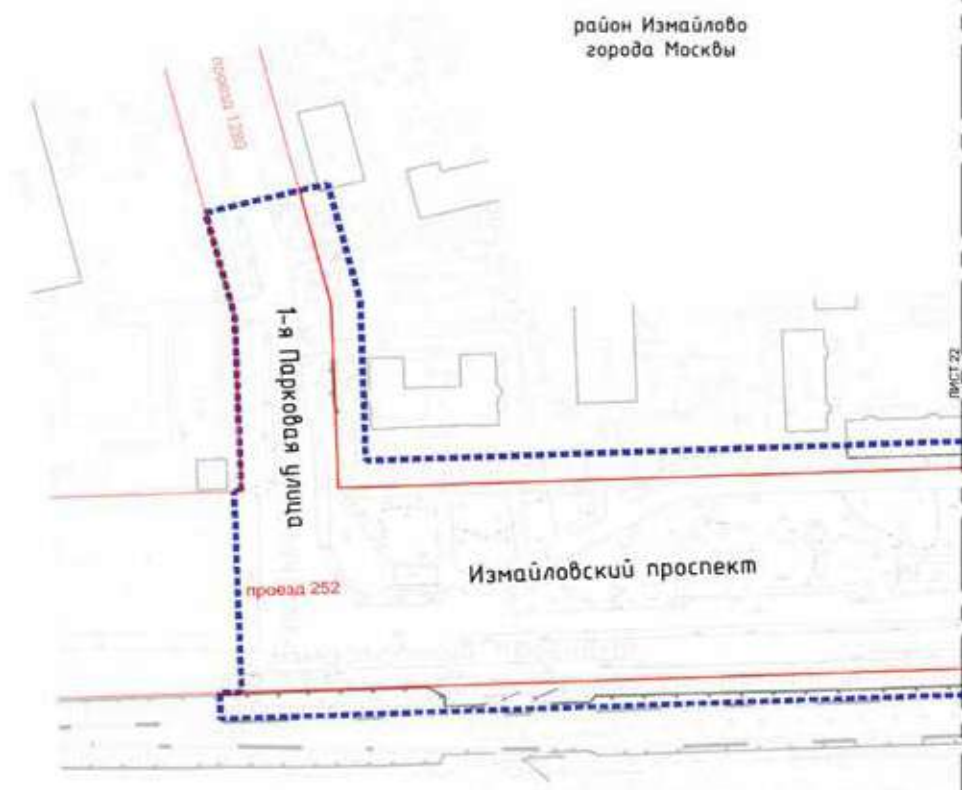 район Измайлово
города Москвы
проезд 1280
1-я Парковая улица
ЛИСТ 22
Измайловский проспект
проезд 252